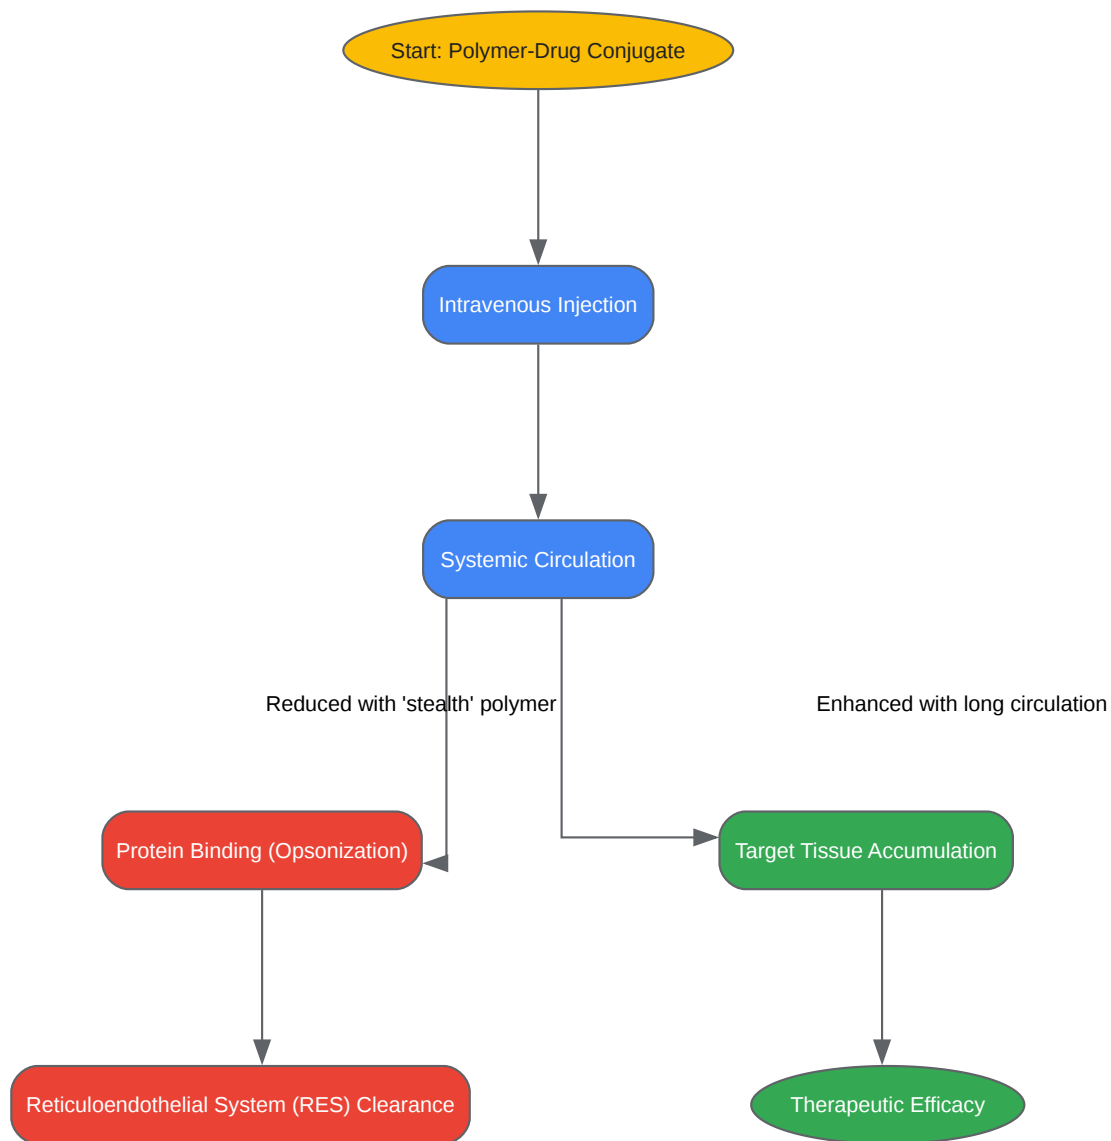 Start: Polymer-Drug Conjugate
Intravenous Injection
Systemic Circulation
Reduced with 'stealth' polymer
Enhanced with long circulation
Protein Binding (Opsonization)
Target Tissue Accumulation
Reticuloendothelial System (RES) Clearance
Therapeutic Efficacy